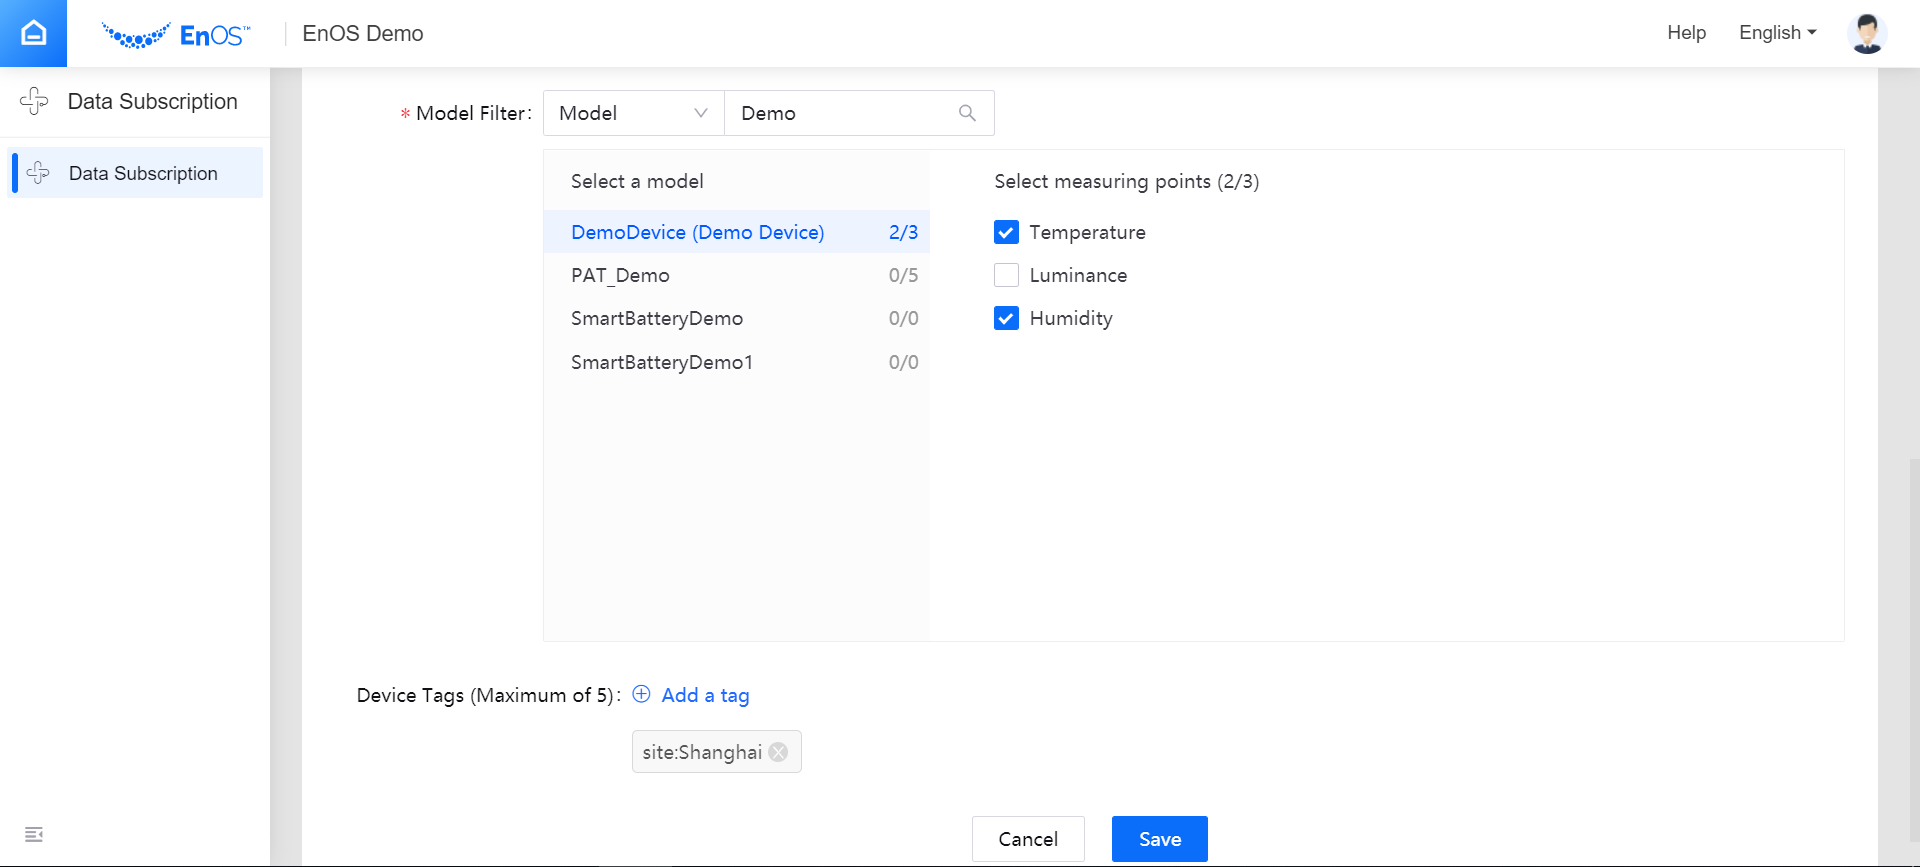 EnOS™
EnOS Demo
Help
English
Data Subscription
Data Subscription
* Model Filter:
Model
Demo
Select a model
DemoDevice (Demo Device) 2/3
PAT_Demo 0/5
SmartBatteryDemo 0/0
SmartBatteryDemo1 0/0
Select measuring points (2/3)
Temperature
Luminance
Humidity
Device Tags (Maximum of 5):
Add a tag
site:Shanghai
Cancel
Save